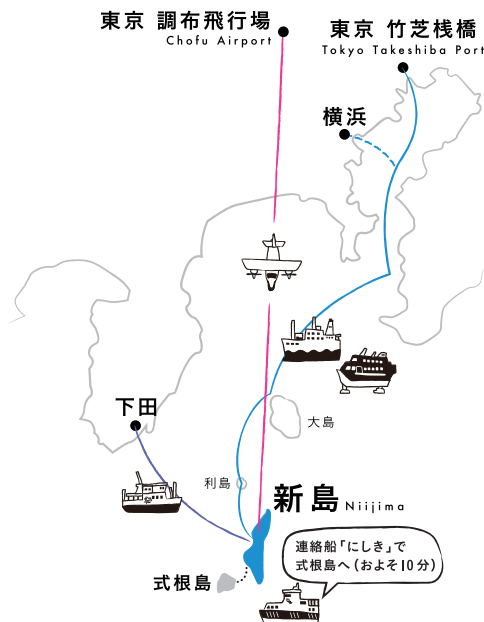 東京 調布飛行場
Chofu Airport
東京 竹芝桟橋
Tokyo Takeshiba Port
横浜
下田
大島
利島
新島 Niijima
連絡船「にしき」で
式根島へ(およそ10分)
式根島